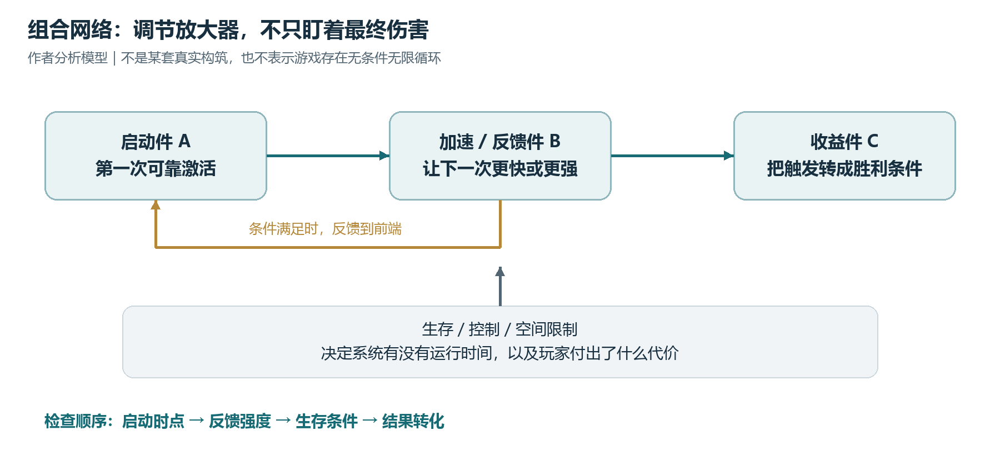 组合网络：调节放大器，不只盯着最终伤害
作者分析模型｜不是某套真实构筑，也不表示游戏存在无条件无限循环
启动件 A
第一次可靠激活
加速 / 反馈件 B
让下一次更快或更强
收益件 C
把触发转成胜利条件
条件满足时，反馈到前端
生存 / 控制 / 空间限制
决定系统有没有运行时间，以及玩家付出了什么代价
检查顺序：启动时点 → 反馈强度 → 生存条件 → 结果转化